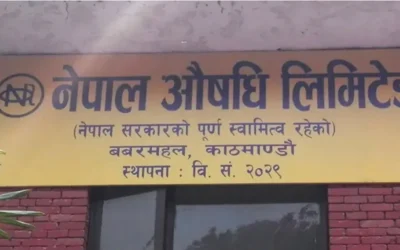 नेपाल औषधि लिमिटेड
(नेपाल सरकारको पूर्ण स्वामित्व रहेको)
बबरमहल, काठमाण्डौ
स्थापना : वि. सं. २०२९